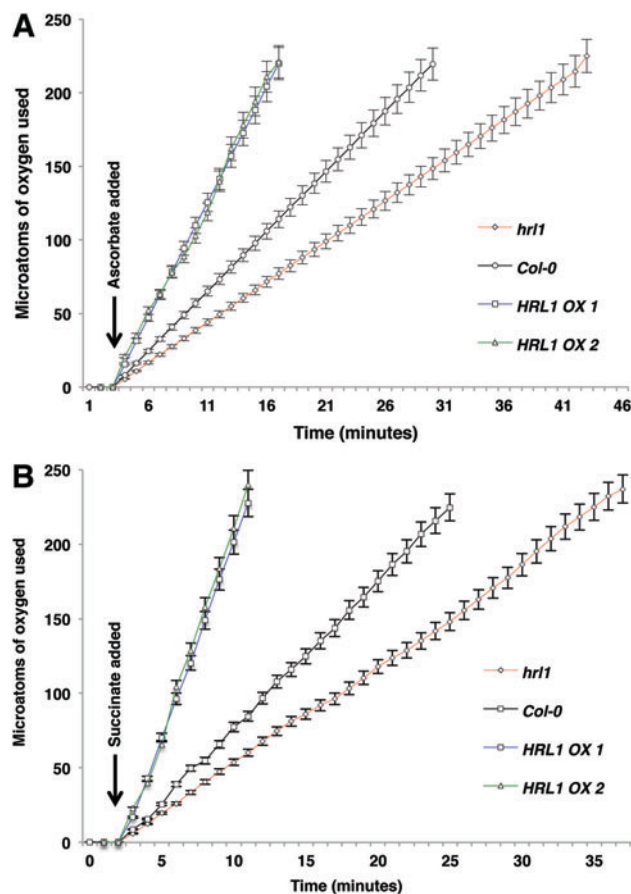 A
250
200
150
100
50
0
Microatoms of oxygen used
Ascorbate added
hrl1
Col-0
HRL1 OX 1
HRL1 OX 2
1 6 11 16 21 26 31 36 41 46
Time (minutes)
B
250
200
150
100
50
0
Microatoms of oxygen used
Succinate added
hrl1
Col-0
HRL1 OX 1
HRL1 OX 2
0 5 10 15 20 25 30 35
Time (minutes)